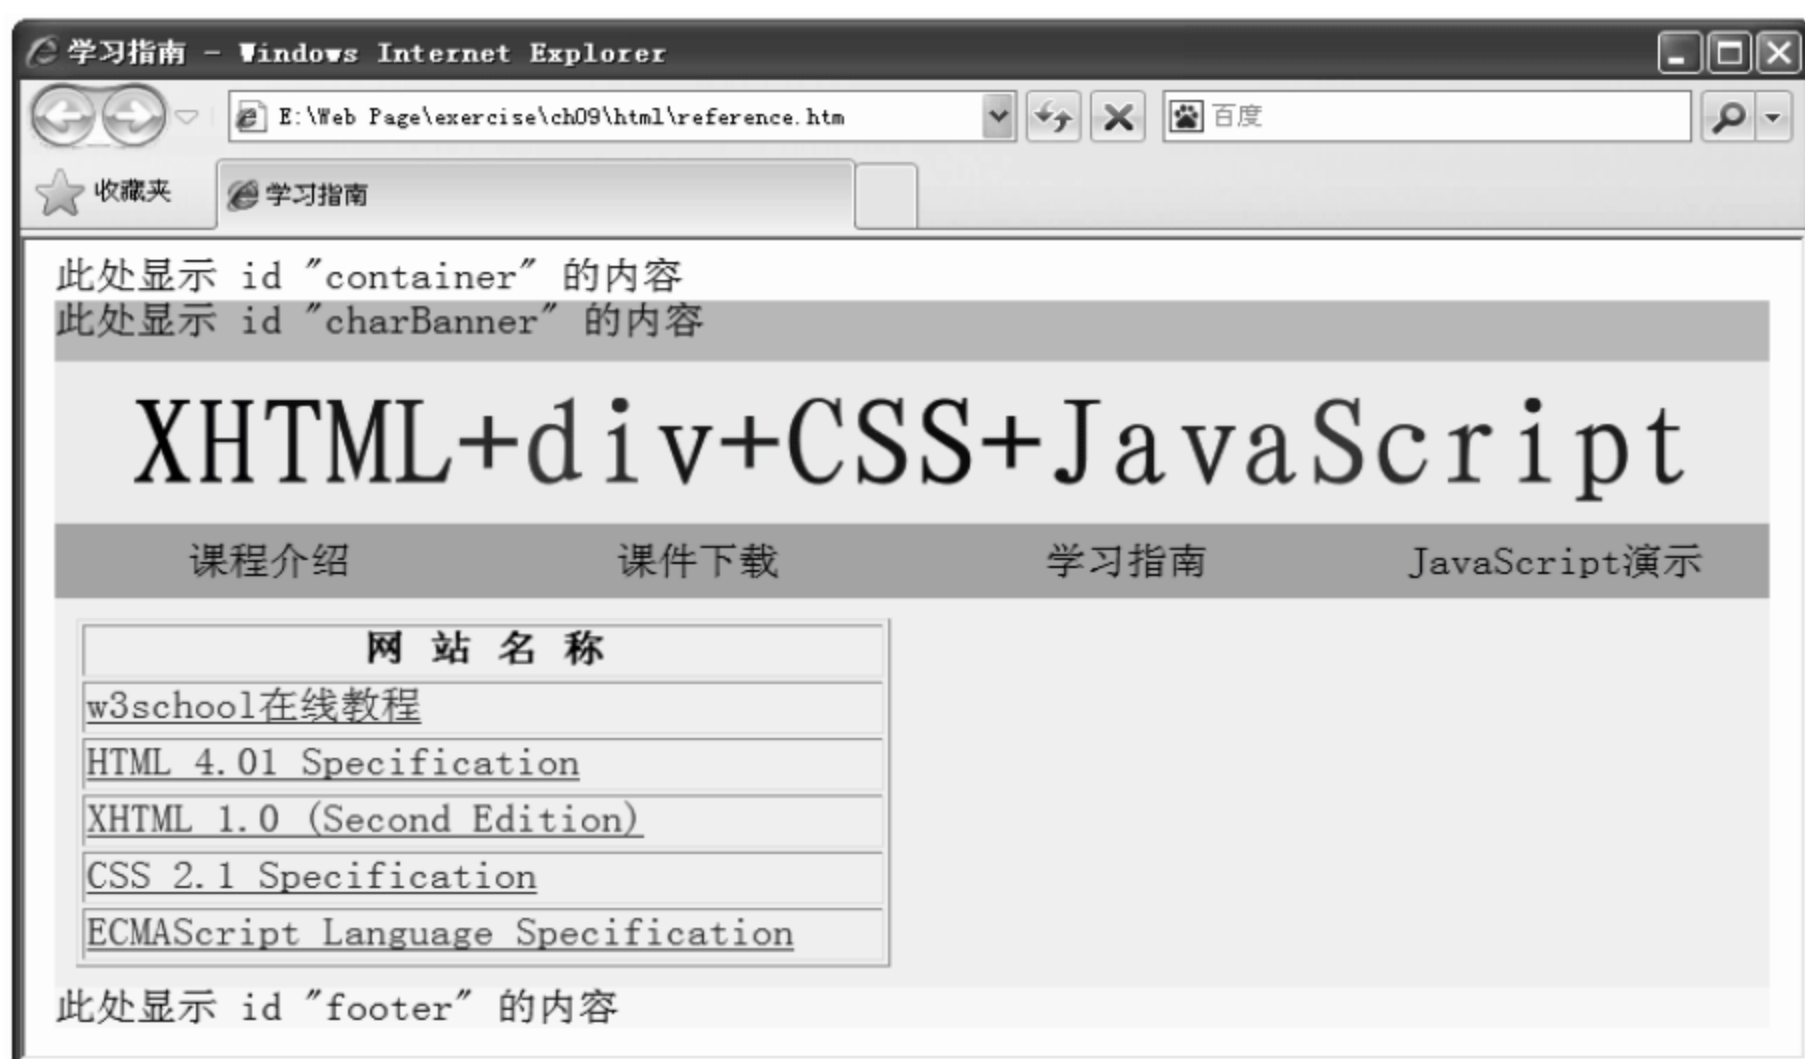 学习指南 - Windows Internet Explorer
E:\Web Page\exercise\ch09\html\reference.htm
百度
收藏夹
学习指南
此处显示 id "container" 的内容
此处显示 id "charBanner" 的内容
XHTML+div+CSS+JavaScript
课程介绍 课件下载 学习指南 JavaScript演示
网 站 名 称
w3school在线教程
HTML 4.01 Specification
XHTML 1.0 (Second Edition)
CSS 2.1 Specification
ECMAScript Language Specification
此处显示 id "footer" 的内容